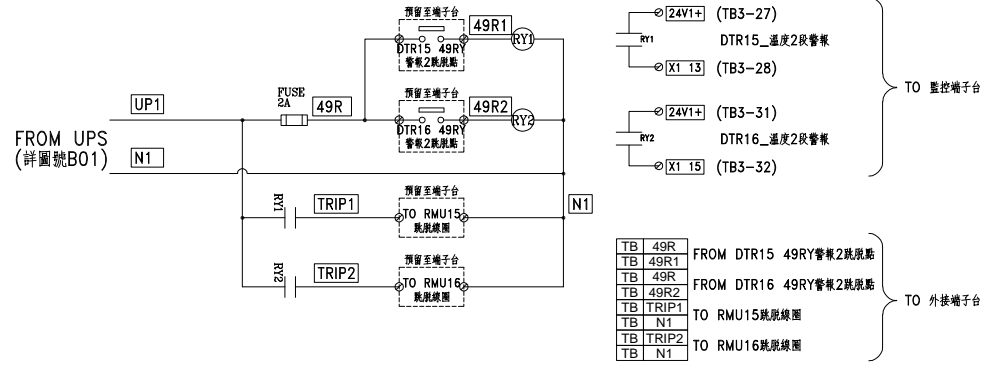 預留至端子台
49R1
RY1
DTR15 49RY
警報2跳脫點
FUSE
2A
49R
UP1
預留至端子台
49R2
RY2
DTR16 49RY
警報2跳脫點
FROM UPS
(詳圖號B01)
N1
RY1
TRIP1
預留至端子台
TO RMU15
跳脫線圈
N1
RY2
TRIP2
預留至端子台
TO RMU16
跳脫線圈
24V1+ (TB3-27)
RY1
DTR15_溫度2段警報
X1 13 (TB3-28)
24V1+ (TB3-31)
RY2
DTR16_溫度2段警報
X1 15 (TB3-32)
TO 監控端子台
TB 49R
TB 49R1
FROM DTR15 49RY警報2跳脫點
TB 49R
TB 49R2
FROM DTR16 49RY警報2跳脫點
TB TRIP1
TB N1
TO RMU15跳脫線圈
TB TRIP2
TB N1
TO RMU16跳脫線圈
TO 外接端子台